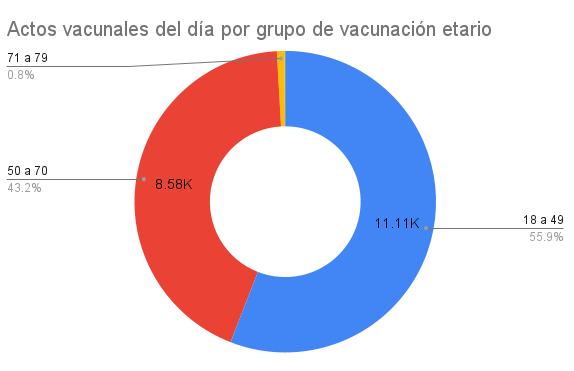 Actos vacunales del día por grupo de vacunación etario
71 a 79
0.8%
50 a 70
43.2%
8.58K
11.11K
18 a 49
55.9%